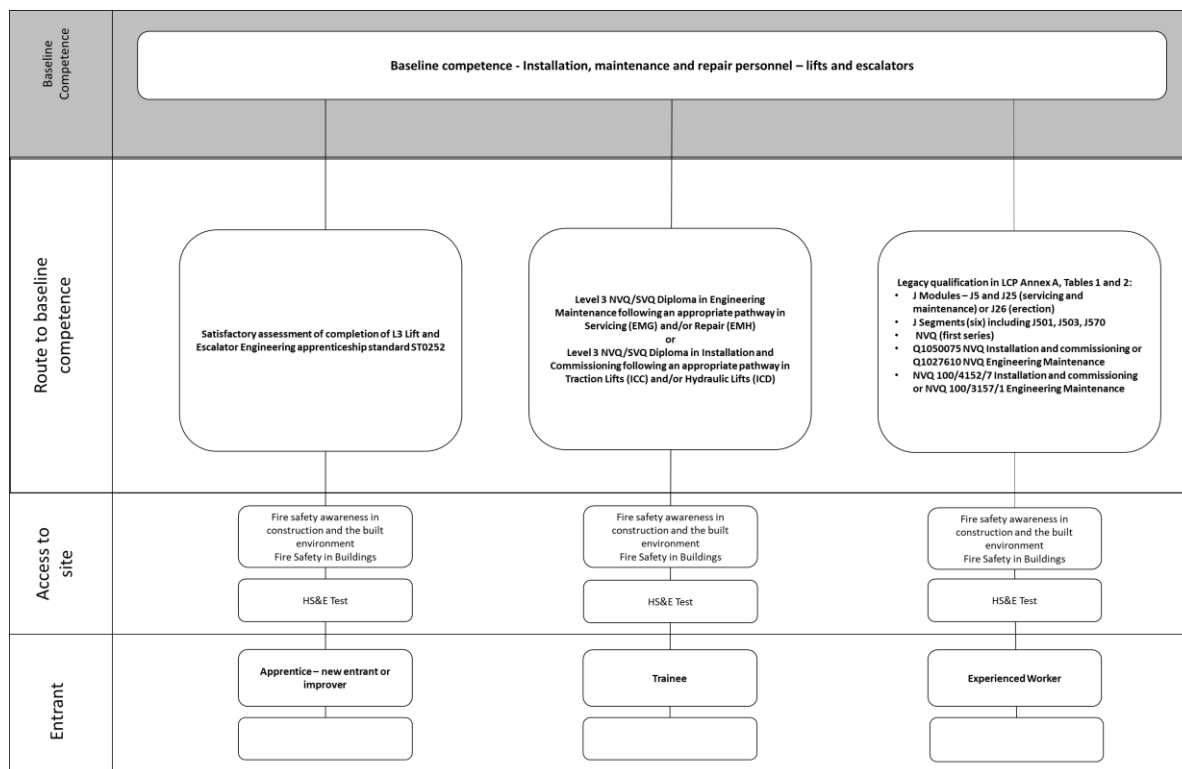 Baseline
Competence
Baseline competence - Installation, maintenance and repair personnel – lifts and escalators
Route to baseline
competence
Satisfactory assessment of completion of L3 Lift and
Escalator Engineering apprenticeship standard ST0252
Level 3 NVQ/SVQ Diploma in Engineering
Maintenance following an appropriate pathway in
Servicing (EMG) and/or Repair (EMH)
or
Level 3 NVQ/SVQ Diploma in Installation and
Commissioning following an appropriate pathway in
Traction Lifts (ICC) and/or Hydraulic Lifts (ICD)
Legacy qualification in LCP Annex A, Tables 1 and 2:
• J Modules – J5 and J25 (servicing and
maintenance) or J26 (erection)
• J Segments (six) including J501, J503, J570
• NVQ (first series)
• Q1050075 NVQ Installation and commissioning or
Q1027610 NVQ Engineering Maintenance
• NVQ 100/4152/7 Installation and commissioning
or NVQ 100/3157/1 Engineering Maintenance
Access to
site
Fire safety awareness in
construction and the built
environment
Fire Safety in Buildings
Fire safety awareness in
construction and the built
environment
Fire Safety in Buildings
Fire safety awareness in
construction and the built
environment
Fire Safety in Buildings
HS&E Test
HS&E Test
HS&E Test
Entrant
Apprentice – new entrant or
improver
Trainee
Experienced Worker